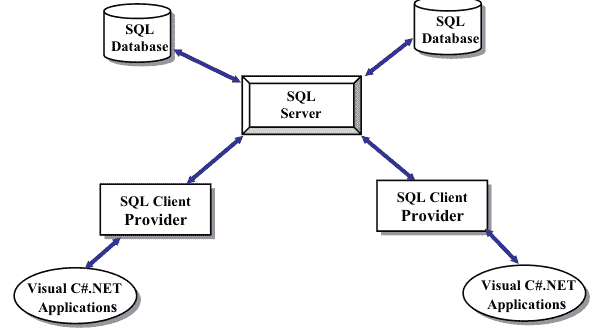 SQL
Database
SQL
Database
SQL
Server
SQL Client
Provider
SQL Client
Provider
Visual C#.NET
Applications
Visual C#.NET
Applications